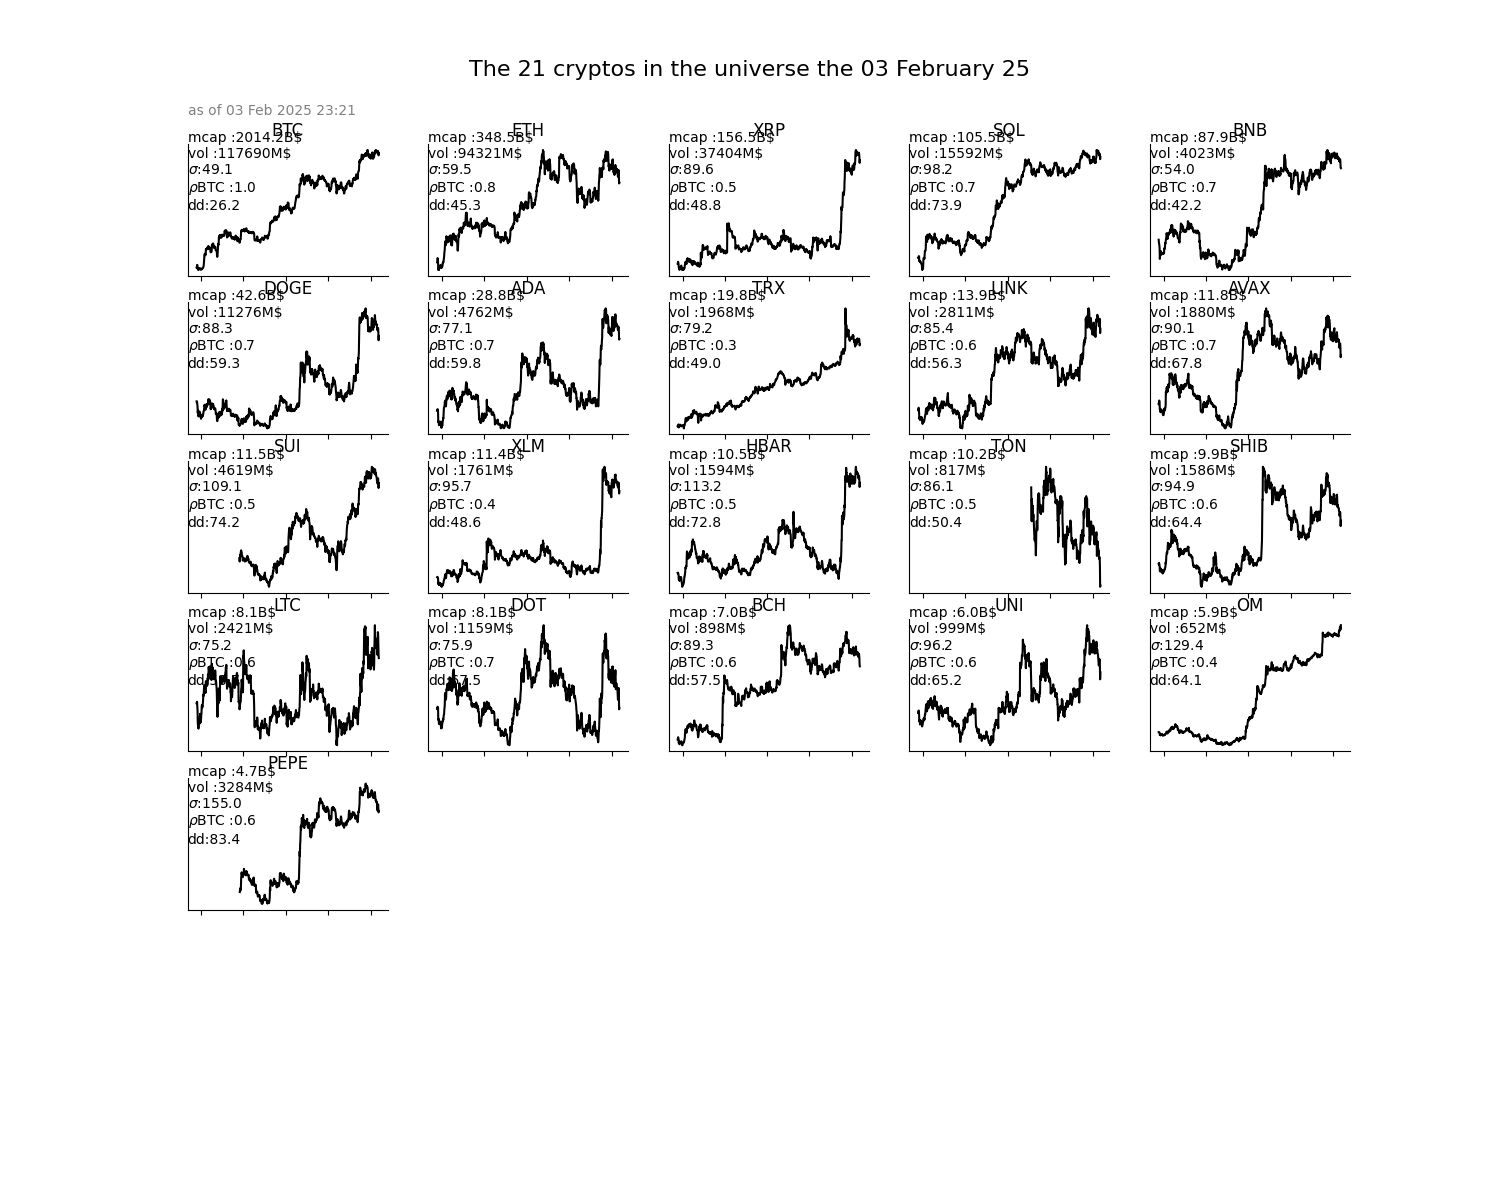 The 21 cryptos in the universe the 03 February 25
as of 03 Feb 2025 23:21
BTC
mcap :2014.2B$
vol :117690M$
σ:49.1
ρBTC :1.0
dd:26.2
ETH
mcap :348.5B$
vol :94321M$
σ:59.5
ρBTC :0.8
dd:45.3
XRP
mcap :156.5B$
vol :37404M$
σ:89.6
ρBTC :0.5
dd:48.8
SOL
mcap :105.5B$
vol :15592M$
σ:98.2
ρBTC :0.7
dd:73.9
BNB
mcap :87.9B$
vol :4023M$
σ:54.0
ρBTC :0.7
dd:42.2
DOGE
mcap :42.6B$
vol :11276M$
σ:88.3
ρBTC :0.7
dd:59.3
ADA
mcap :28.8B$
vol :4762M$
σ:77.1
ρBTC :0.7
dd:59.8
TRX
mcap :19.8B$
vol :1968M$
σ:79.2
ρBTC :0.3
dd:49.0
LINK
mcap :13.9B$
vol :2811M$
σ:85.4
ρBTC :0.6
dd:56.3
AVAX
mcap :11.8B$
vol :1880M$
σ:90.1
ρBTC :0.7
dd:67.8
SUI
mcap :11.5B$
vol :4619M$
σ:109.1
ρBTC :0.5
dd:74.2
XLM
mcap :11.4B$
vol :1761M$
σ:95.7
ρBTC :0.4
dd:48.6
HBAR
mcap :10.5B$
vol :1594M$
σ:113.2
ρBTC :0.5
dd:72.8
TON
mcap :10.2B$
vol :817M$
σ:86.1
ρBTC :0.5
dd:50.4
SHIB
mcap :9.9B$
vol :1586M$
σ:94.9
ρBTC :0.6
dd:64.4
LTC
mcap :8.1B$
vol :2421M$
σ:75.2
ρBTC :0.6
DOT
mcap :8.1B$
vol :1159M$
σ:75.9
ρBTC :0.7
dd:57.5
BCH
mcap :7.0B$
vol :898M$
σ:89.3
ρBTC :0.6
dd:57.5
UNI
mcap :6.0B$
vol :999M$
σ:96.2
ρBTC :0.6
dd:65.2
OM
mcap :5.9B$
vol :652M$
σ:129.4
ρBTC :0.4
dd:64.1
PEPE
mcap :4.7B$
vol :3284M$
σ:155.0
ρBTC :0.6
dd:83.4